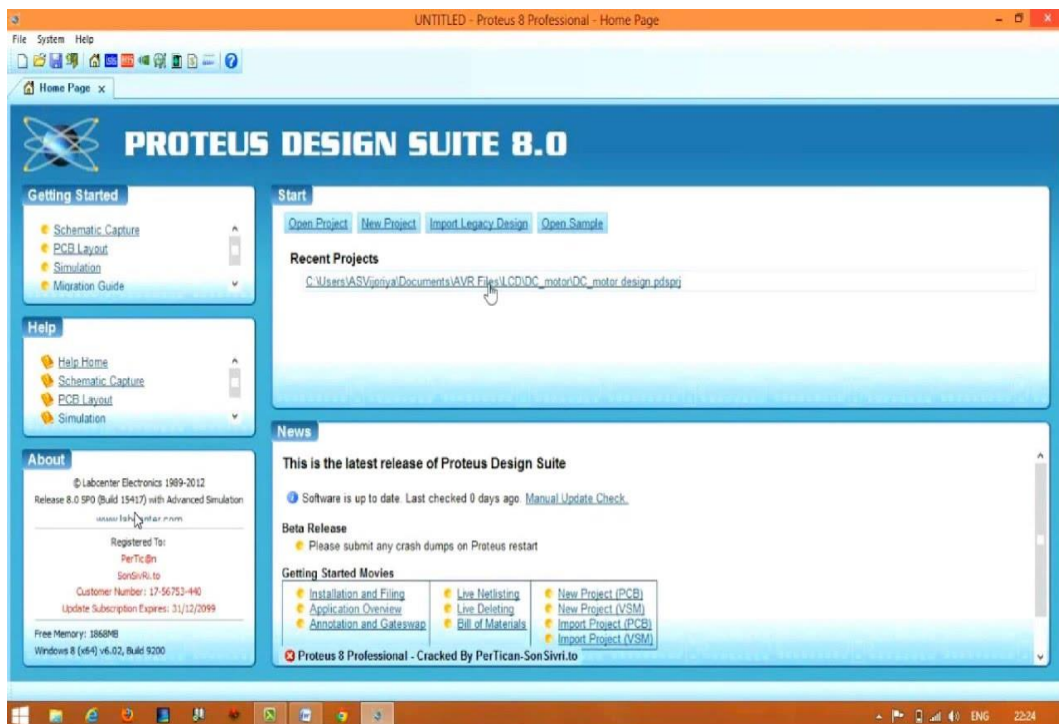 UNTITLED - Proteus 8 Professional - Home Page
File System Help
Home Page x
PROTEUS DESIGN SUITE 8.0
Getting Started
Schematic Capture
PCB Layout
Simulation
Migration Guide
Start
Open Project New Project Import Legacy Design Open Sample
Recent Projects
C:\Users\ASVijoriya\Documents\AVR Files\LCD\DC_motor\DC_motor design.pdsprj
Help
Help Home
Schematic Capture
PCB Layout
Simulation
About
© Labcenter Electronics 1989-2012
Release 8.0 SP0 (Build 15417) with Advanced Simulation
Registered To:
PerTic@n
SonSivRi.to
Customer Number: 17-56753-440
Update Subscription Expires: 31/12/2099
Free Memory: 1868MB
Windows 8 (x64) v6.02, Build 9200
News
This is the latest release of Proteus Design Suite
Software is up to date. Last checked 0 days ago. Manual Update Check.
Beta Release
Please submit any crash dumps on Proteus restart
Getting Started Movies
Installation and Filing Live Netlisting New Project (PCB)
Application Overview Live Deleting New Project (VSM)
Annotation and Gateswap Bill of Materials Import Project (PCB)
Import Project (VSM)
Proteus 8 Professional - Cracked By PerTican-SonSivri.to
ENG 22:24